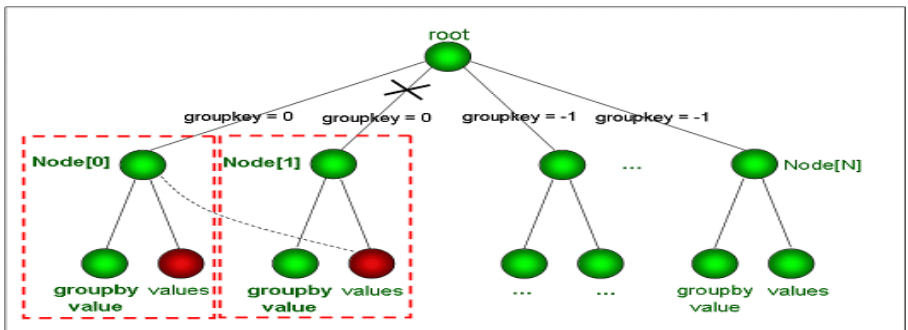 root
groupkey = 0
groupkey = 0
groupkey = -1
groupkey = -1
Node[0]
Node[1]
...
Node[N]
groupby value
values
groupby value
values
...
...
groupby value
values